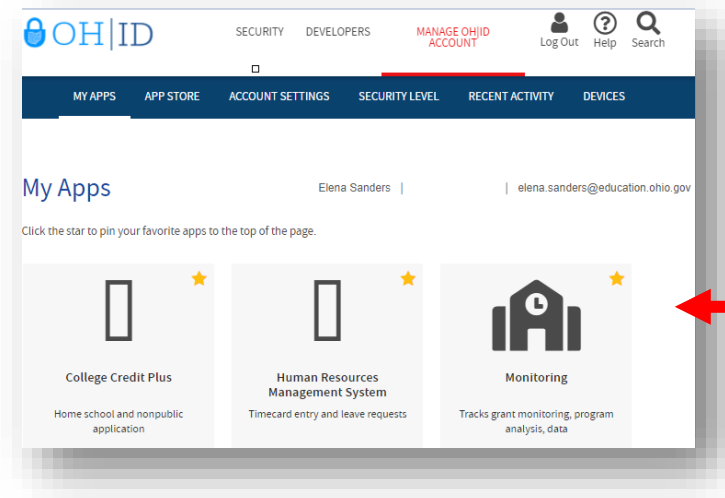 OH|ID
SECURITY DEVELOPERS MANAGE OH|ID
ACCOUNT
Log Out Help Search
MY APPS APP STORE ACCOUNT SETTINGS SECURITY LEVEL RECENT ACTIVITY DEVICES
My Apps
Elena Sanders | | elena.sanders@education.ohio.gov
Click the star to pin your favorite apps to the top of the page.
College Credit Plus
Home school and nonpublic
application
Human Resources
Management System
Timecard entry and leave requests
Monitoring
Tracks grant monitoring, program
analysis, data